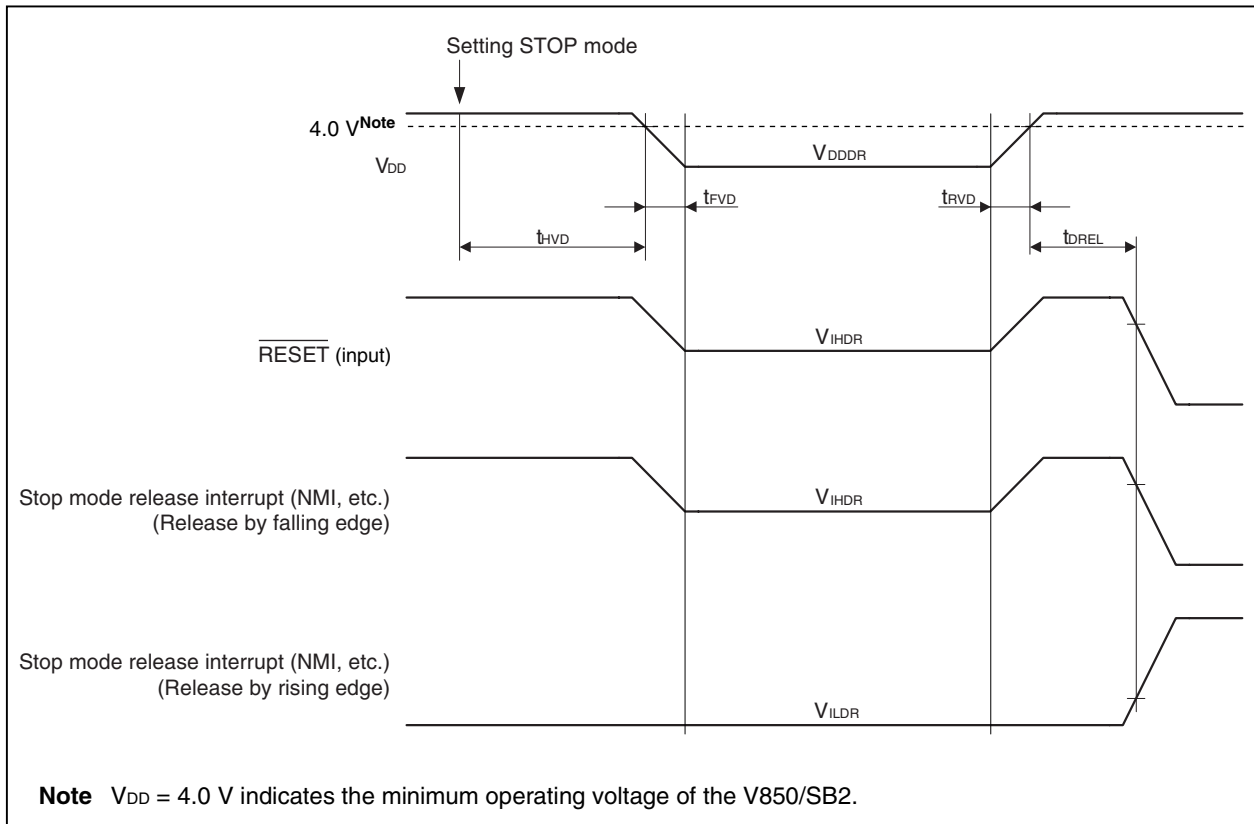 Setting STOP mode
4.0 VNote
VDD
VDDDR
tFVD
tRVD
tHVD
tDREL
RESET (input)
VIHDR
Stop mode release interrupt (NMI, etc.)
(Release by falling edge)
VIHDR
Stop mode release interrupt (NMI, etc.)
(Release by rising edge)
VILDR
Note VDD = 4.0 V indicates the minimum operating voltage of the V850/SB2.